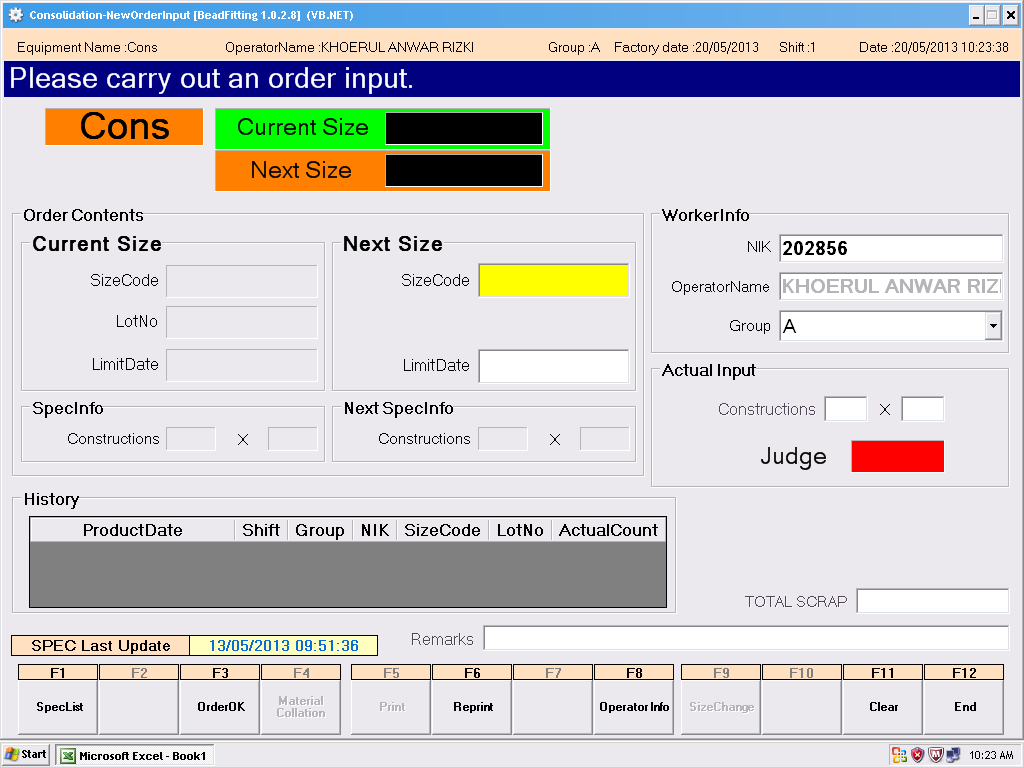 Consolidation-NewOrderInput [BeadFitting 1.0.2.8] (VB.NET)
Equipment Name :Cons OperatorName :KHOERUL ANWAR RIZKI Group :A Factory date :20/05/2013 Shift :1 Date :20/05/2013 10:23:38
Please carry out an order input.
Cons
Current Size
Next Size
Order Contents
Current Size
SizeCode
LotNo
LimitDate
Next Size
SizeCode
LimitDate
SpecInfo
Constructions X
Next SpecInfo
Constructions X
WorkerInfo
NIK 202856
OperatorName KHOERUL ANWAR RIZ
Group A
Actual Input
Constructions X
Judge
History
ProductDate Shift Group NIK SizeCode LotNo ActualCount
TOTAL SCRAP
SPEC Last Update 13/05/2013 09:51:36
Remarks
F1 F2 F3 F4 F5 F6 F7 F8 F9 F10 F11 F12
SpecList OrderOK Material Collation Print Reprint OperatorInfo SizeChange Clear End
Start Microsoft Excel - Book1 10:23 AM